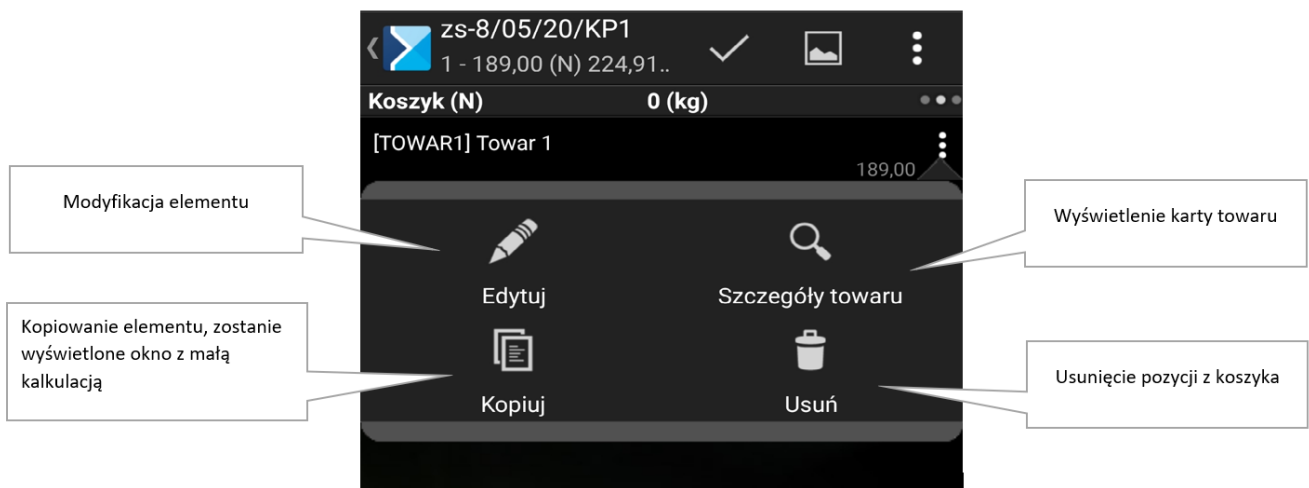 zs-8/05/20/KP1
1 - 189,00 (N) 224,91..
Koszyk (N) 0 (kg)
[TOWAR1] Towar 1
189,00
Modyfikacja elementu
Wyświetlenie karty towaru
Edytuj
Szczegóły towaru
Kopiowanie elementu, zostanie
wyświetlone okno z małą
kalkulacją
Usunięcie pozycji z koszyka
Kopiuj
Usuń